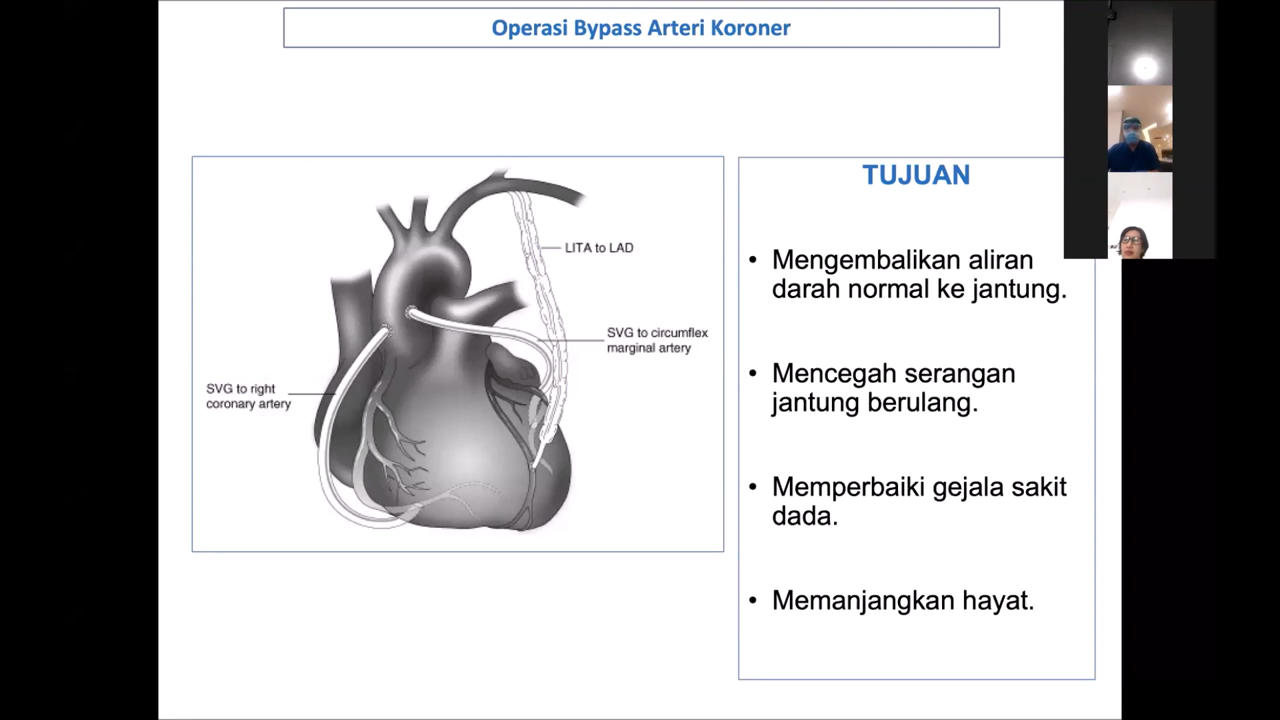 Operasi Bypass Arteri Koroner
LITA to LAD
SVG to circumflex
marginal artery
SVG to right
coronary artery
TUJUAN
• Mengembalikan aliran
darah normal ke jantung.
• Mencegah serangan
jantung berulang.
• Memperbaiki gejala sakit
dada.
• Memanjangkan hayat.